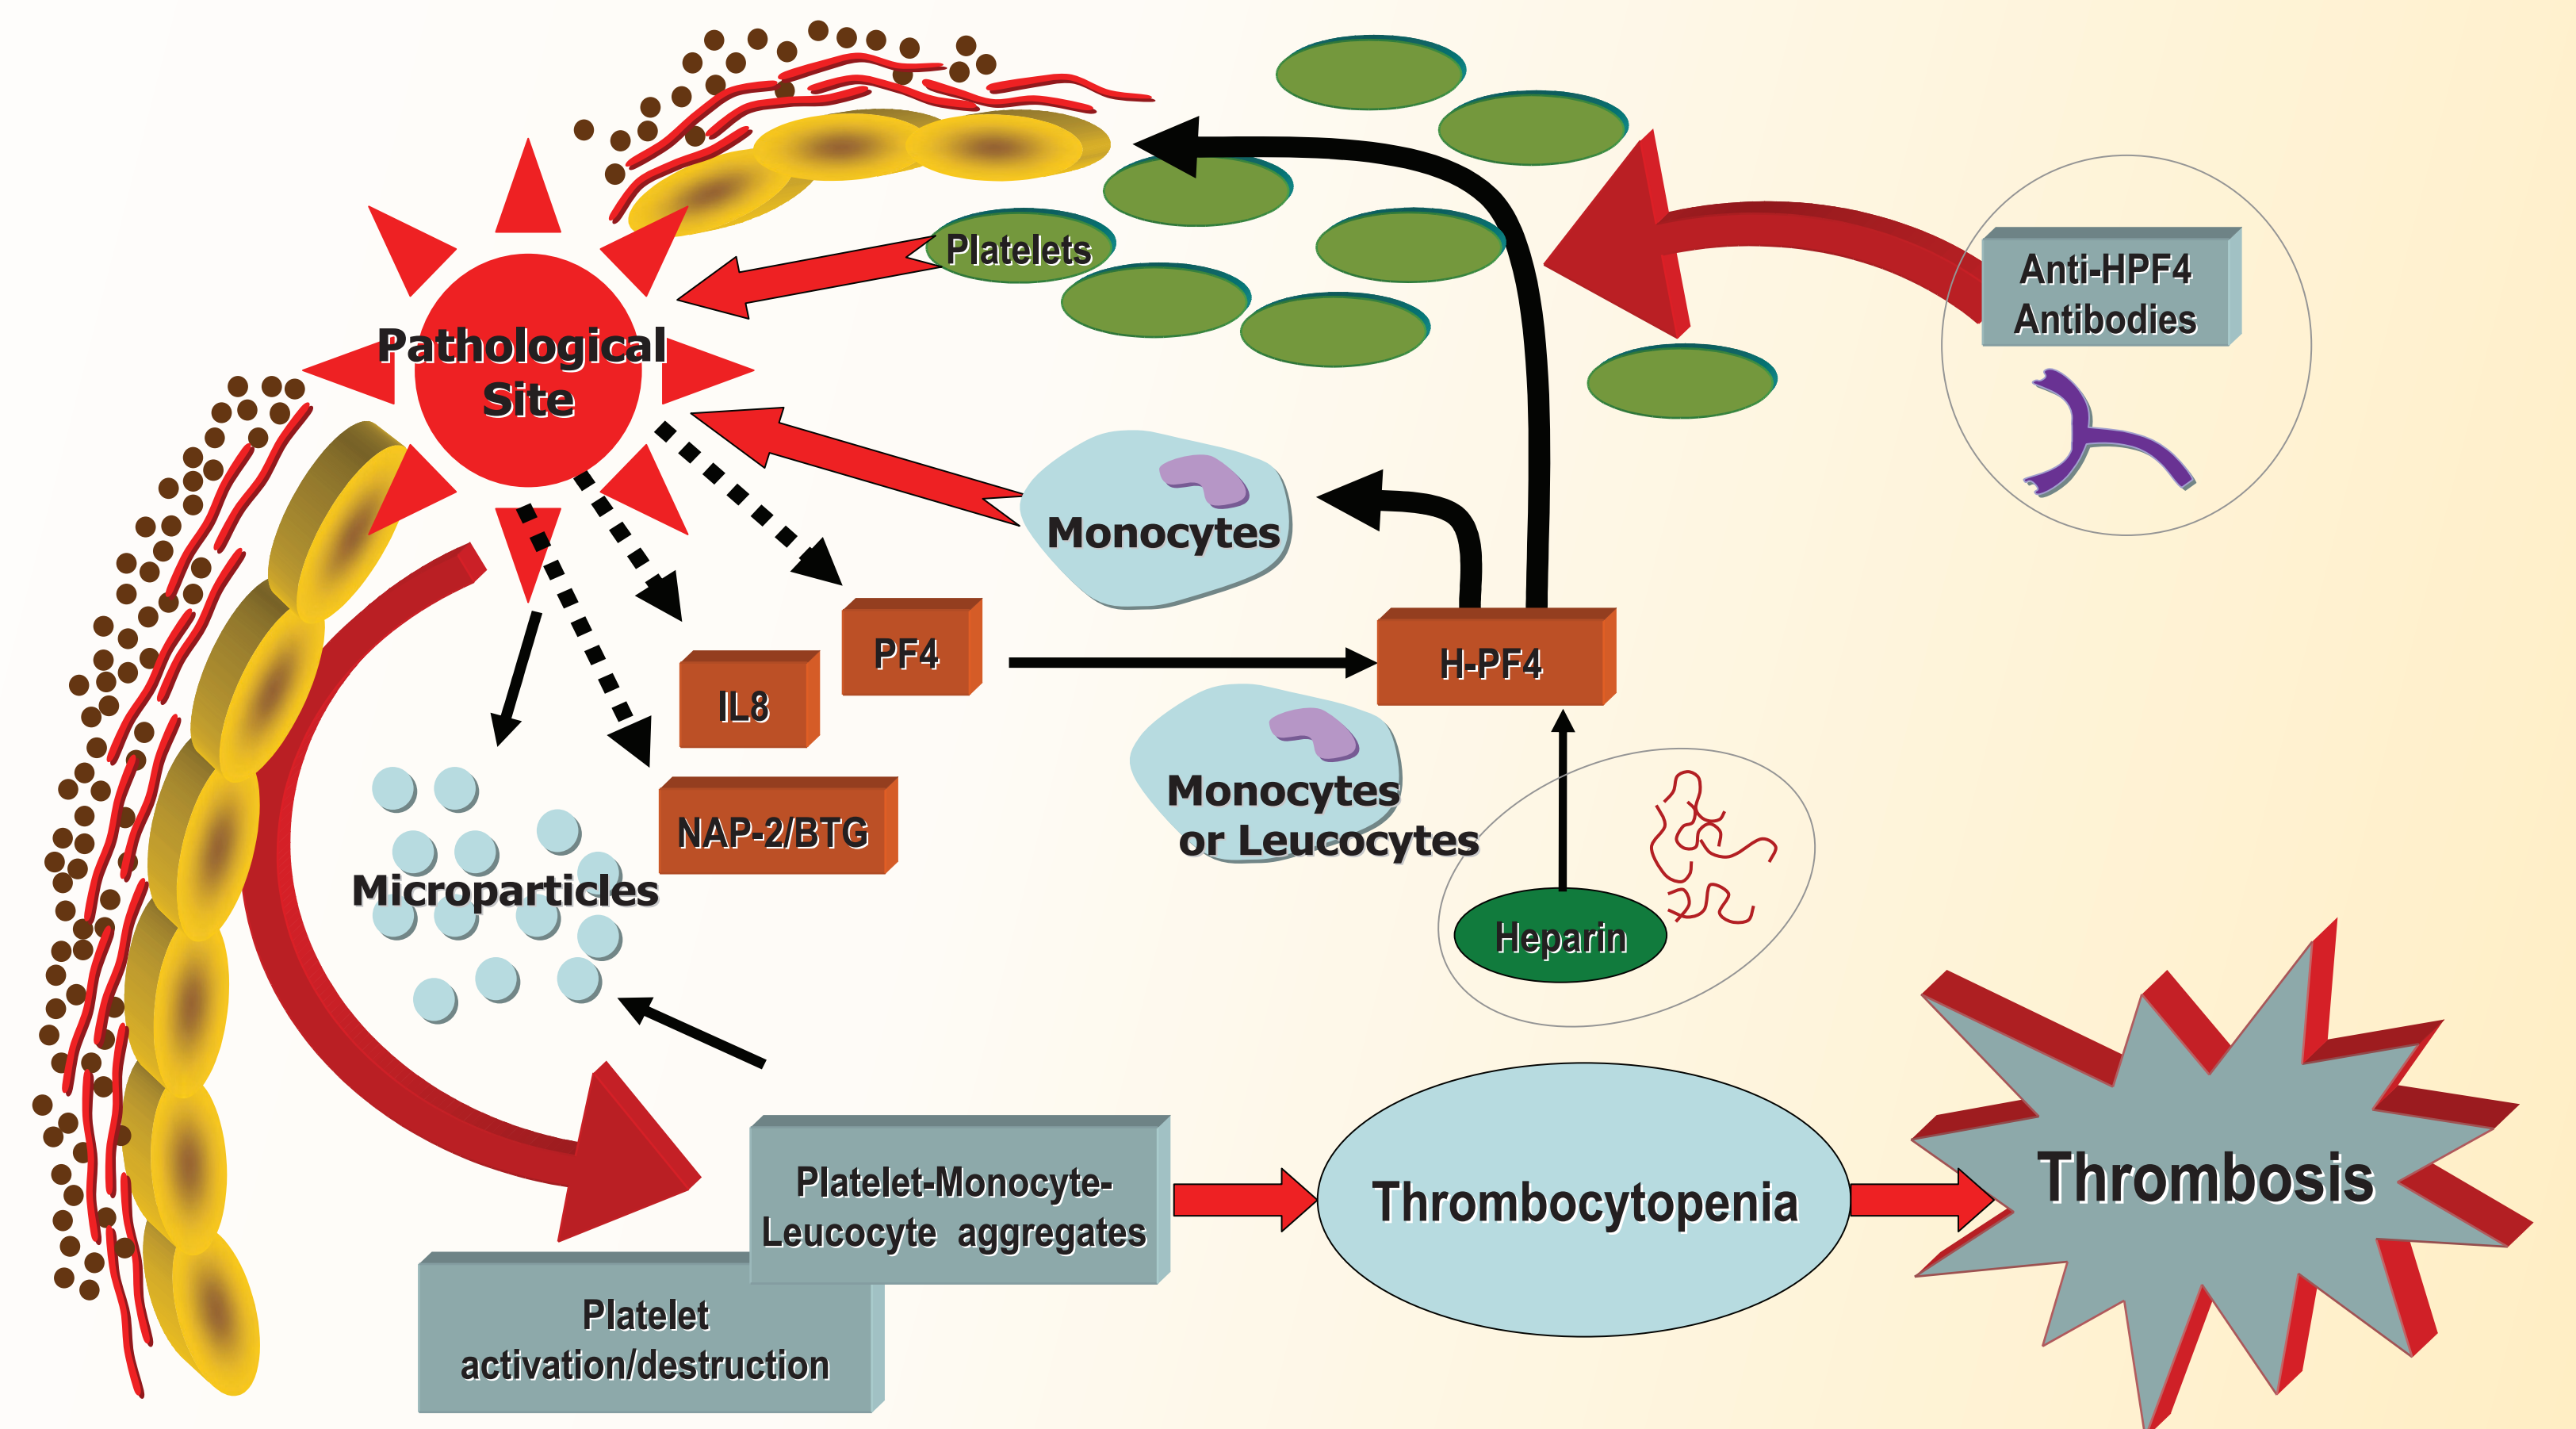 Platelets
Anti-HPF4
Antibodies
Pathological
Site
Monocytes
PF4
H-PF4
IL8
NAP-2/BTG
Monocytes
or Leucocytes
Microparticles
Heparin
Platelet-Monocyte-
Leucocyte aggregates
Thrombocytopenia
Thrombosis
Platelet
activation/destruction